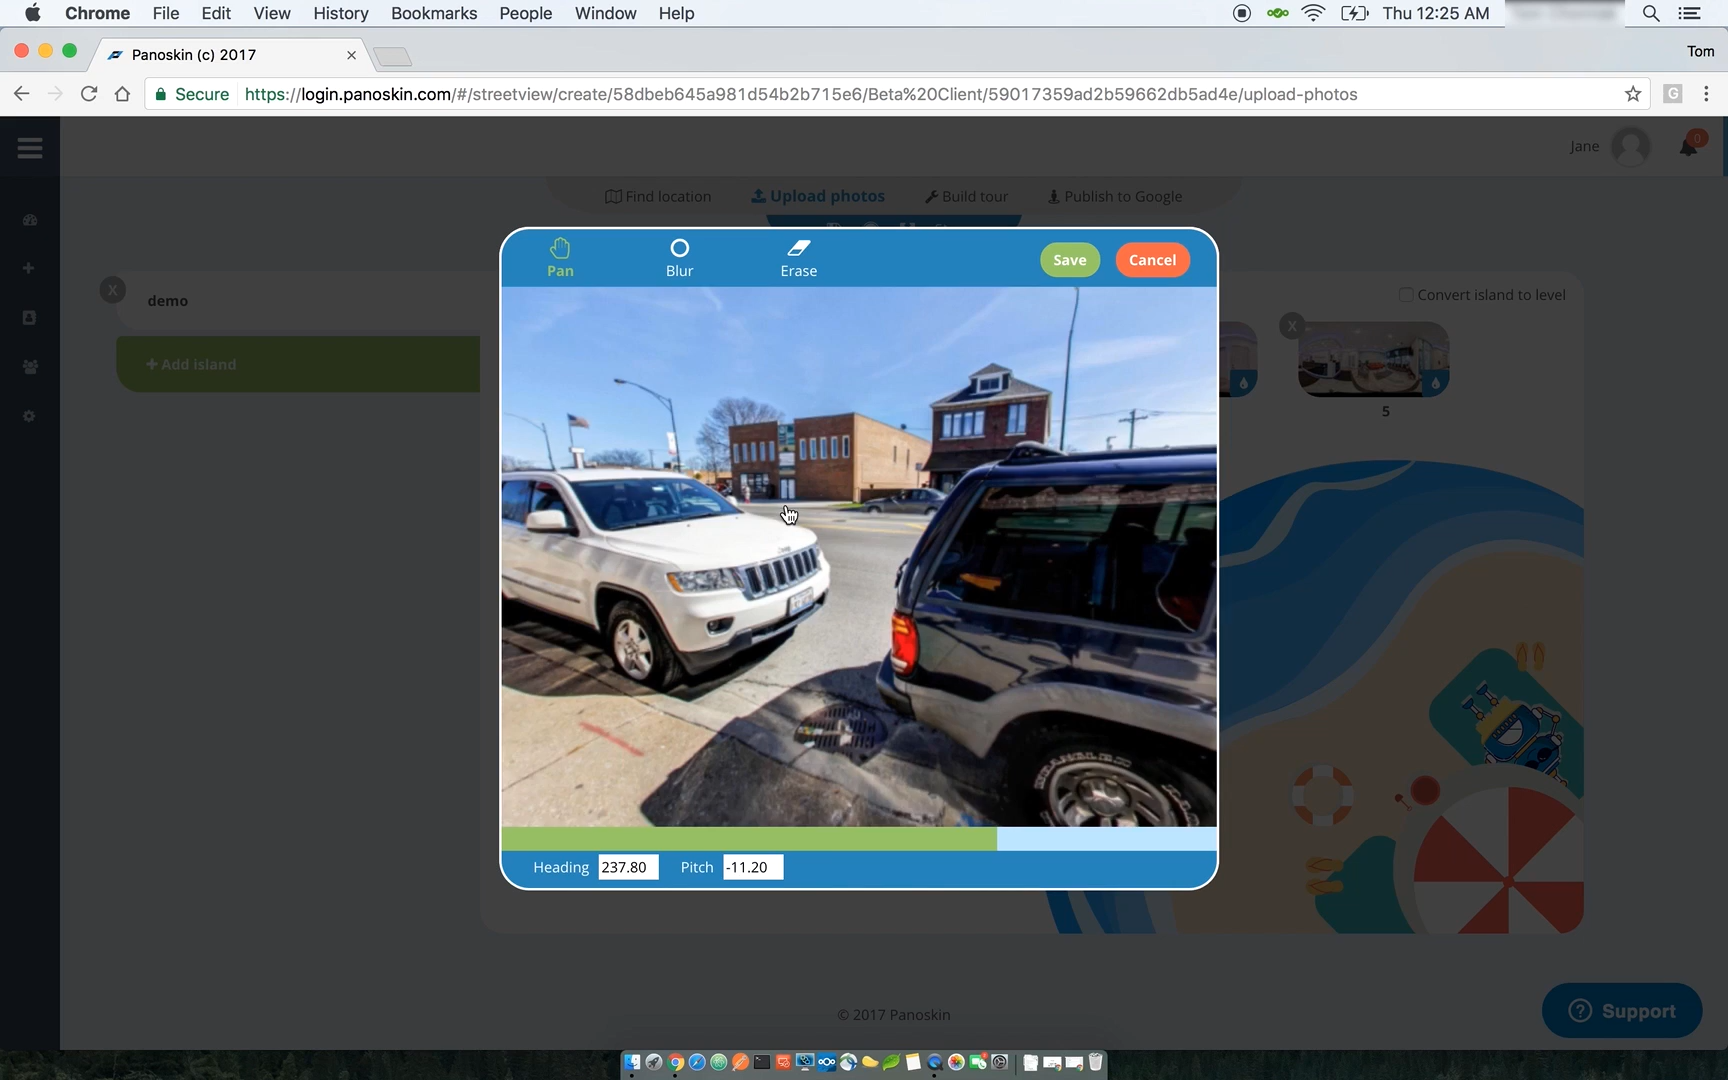 Chrome File Edit View History Bookmarks People Window Help Thu 12:25 AM
Panoskin (c) 2017 Tom
Secure https://login.panoskin.com/#/streetview/create/58dbeb645a981d54b2b715e6/Beta%20Client/59017359ad2b59662db5ad4e/upload-photos
Jane 0
Find location Upload photos Build tour Publish to Google
Pan Blur Erase Save Cancel
X demo
Convert island to level
X
+ Add island
5
Heading 237.80 Pitch -11.20
© 2017 Panoskin
? Support